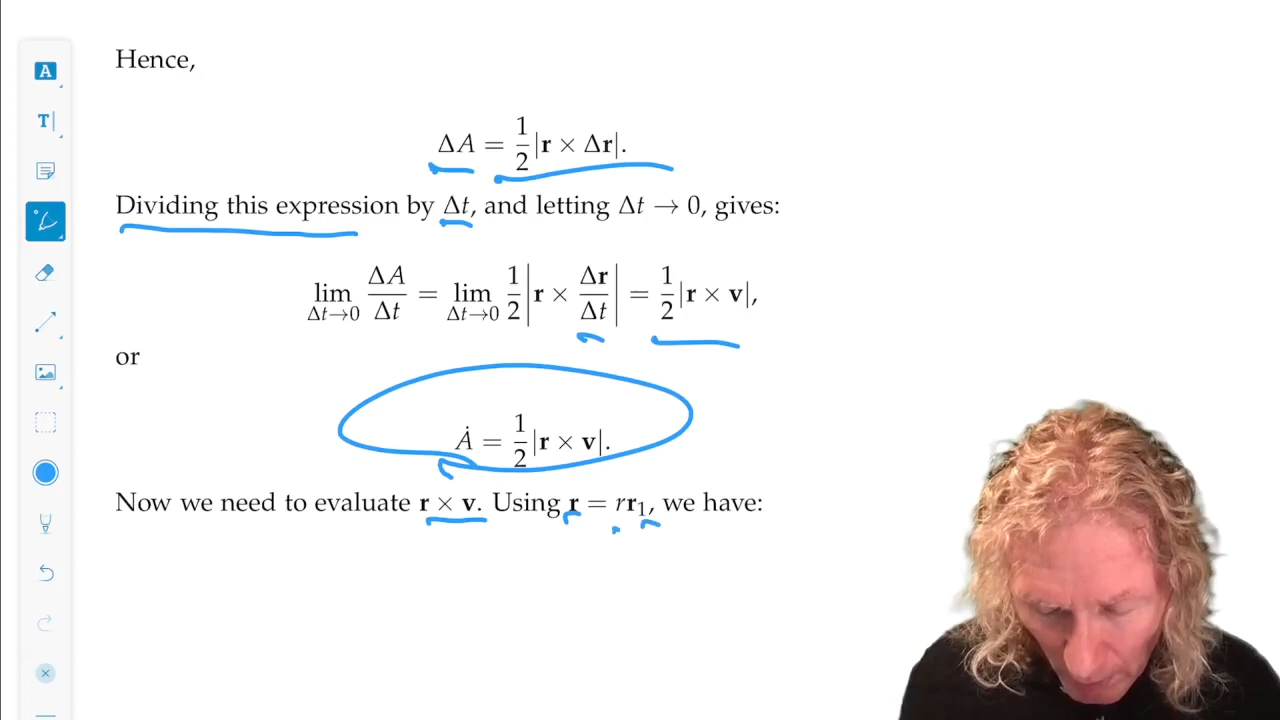 Hence,
ΔA = 1/2 |r × Δr|.
Dividing this expression by Δt, and letting Δt → 0, gives:
lim_{Δt→0} ΔA/Δt = lim_{Δt→0} 1/2 |r × Δr/Δt| = 1/2 |r × v|,
or
Ȧ = 1/2 |r × v|.
Now we need to evaluate r × v. Using r = rr₁, we have:
A
T